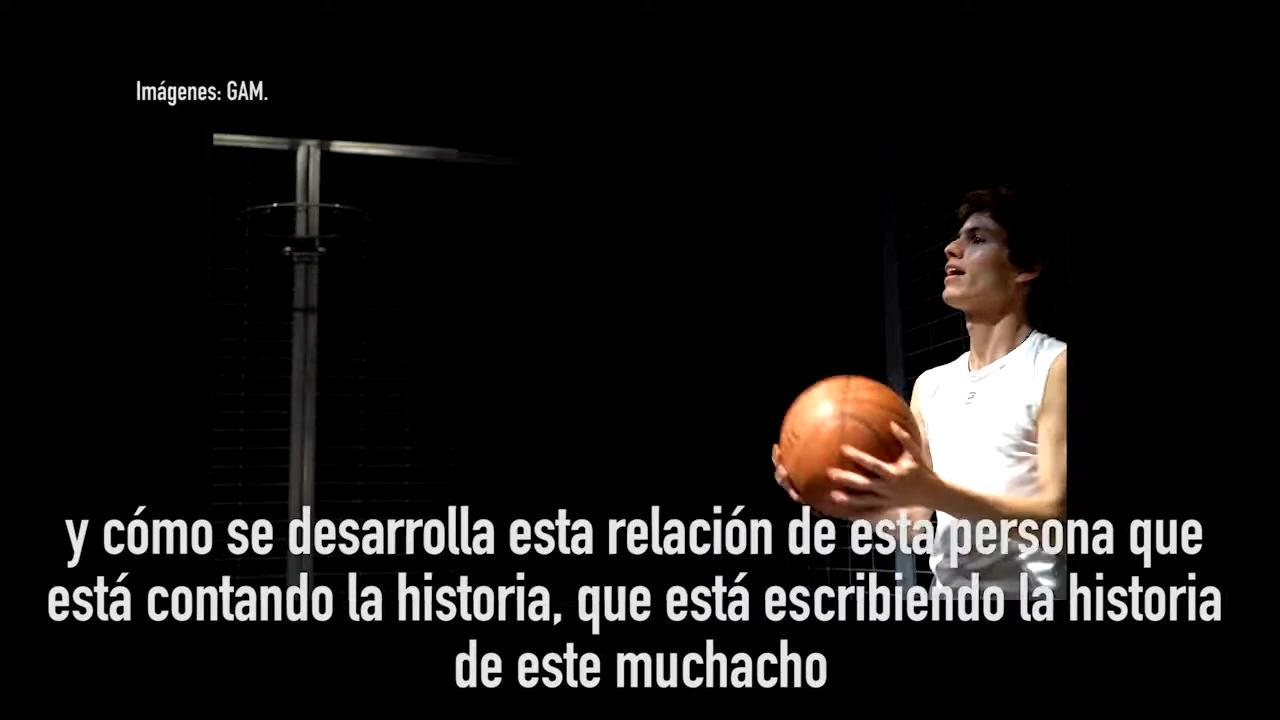 Imágenes: GAM.
y cómo se desarrolla esta relación de esta persona que
está contando la historia, que está escribiendo la historia
de este muchacho